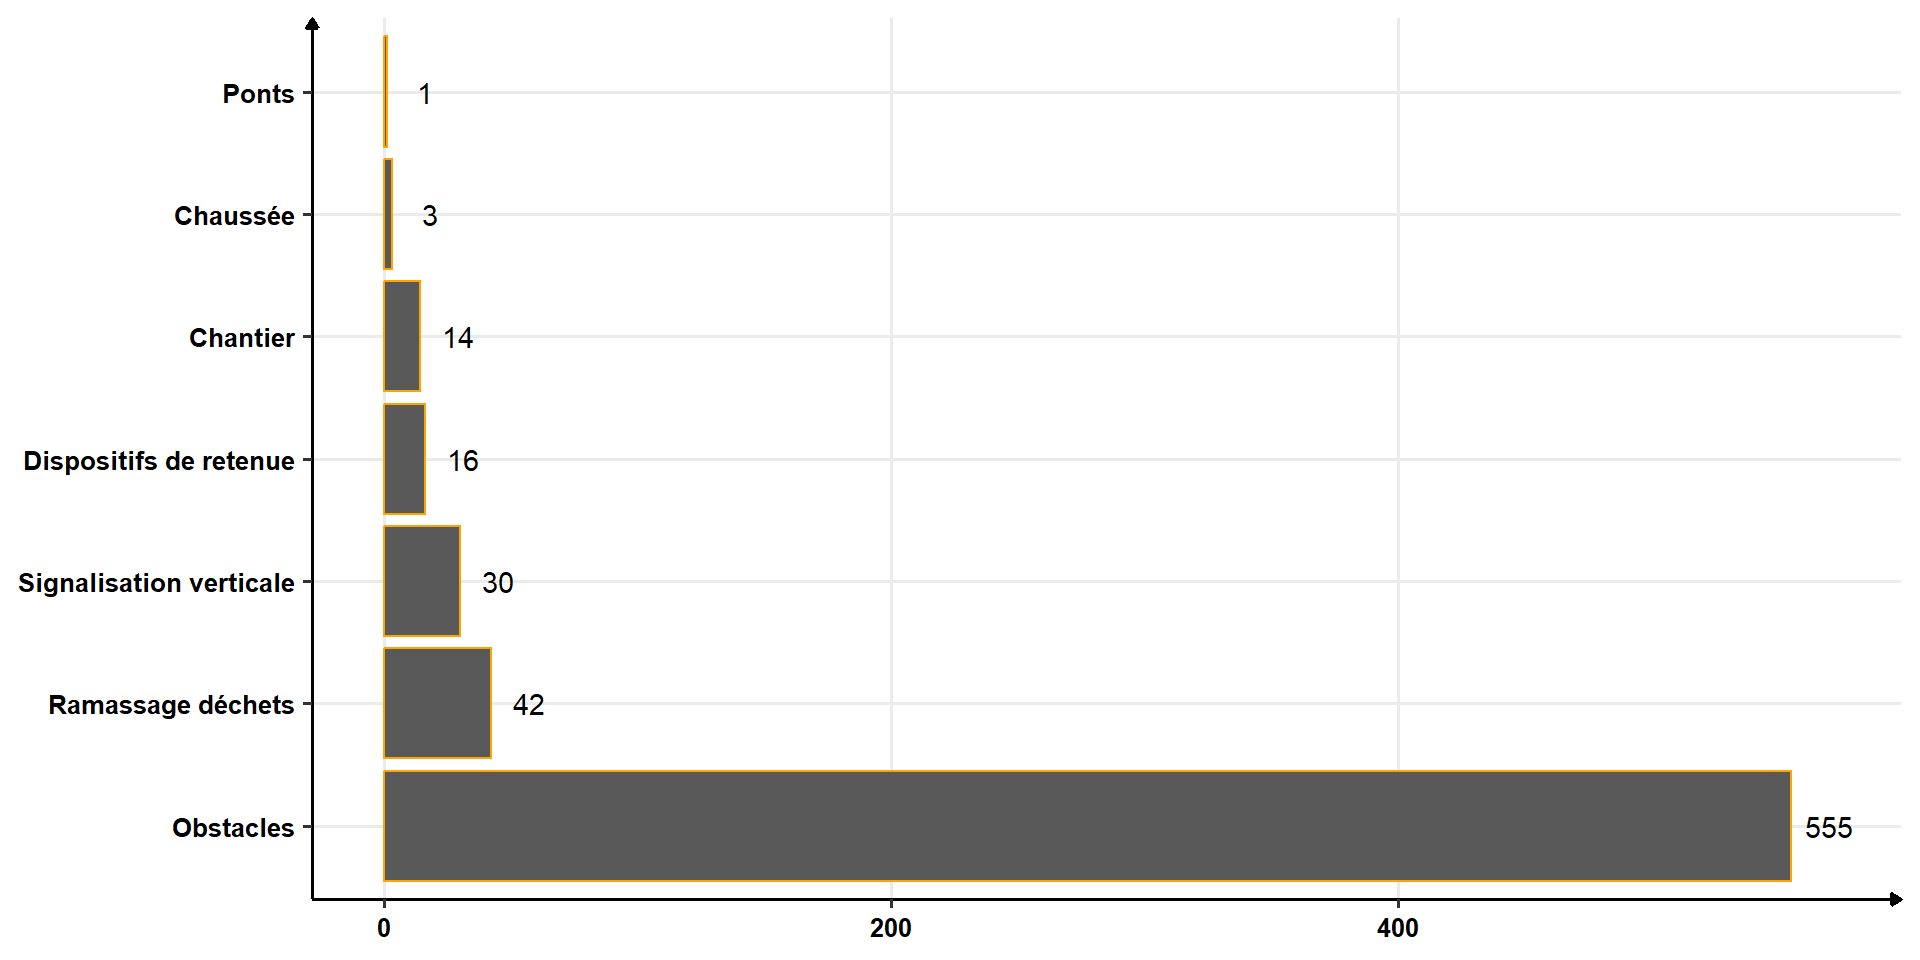 Ponts 1
Chaussée 3
Chantier 14
Dispositifs de retenue 16
Signalisation verticale 30
Ramassage déchets 42
Obstacles 555
0 200 400